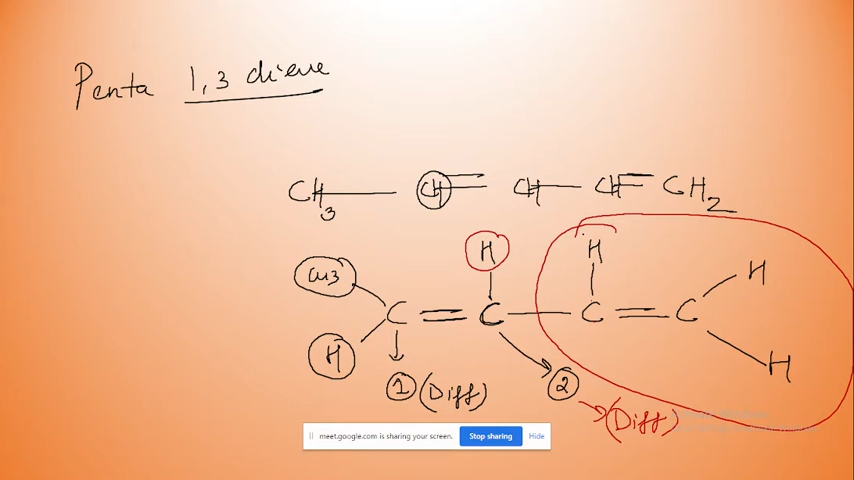 Penta 1,3 diene
CH3 CH CH CH CH2
H H
CH3 H
C C C C
H H
1 (Diff) 2
(Diff)
meet.google.com is sharing your screen. Stop sharing Hide